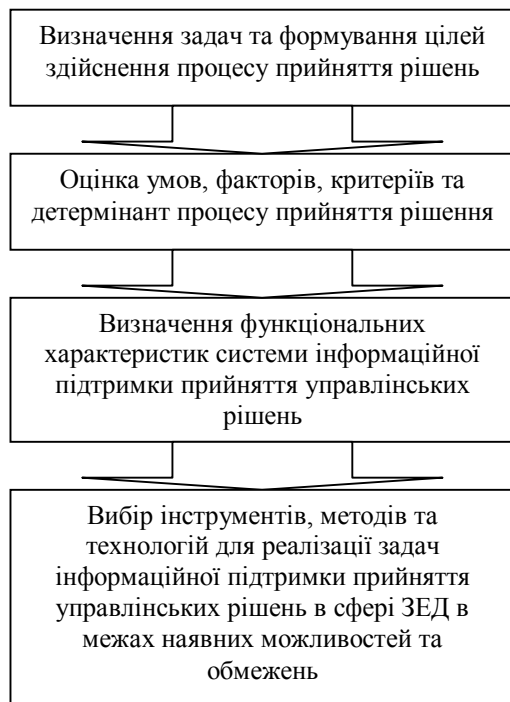 Визначення задач та формування цілей
здійснення процесу прийняття рішень
Оцінка умов, факторів, критеріїв та
детермінант процесу прийняття рішення
Визначення функціональних
характеристик системи інформаційної
підтримки прийняття управлінських
рішень
Вибір інструментів, методів та
технологій для реалізації задач
інформаційної підтримки прийняття
управлінських рішень в сфері ЗЕД в
межах наявних можливостей та
обмежень